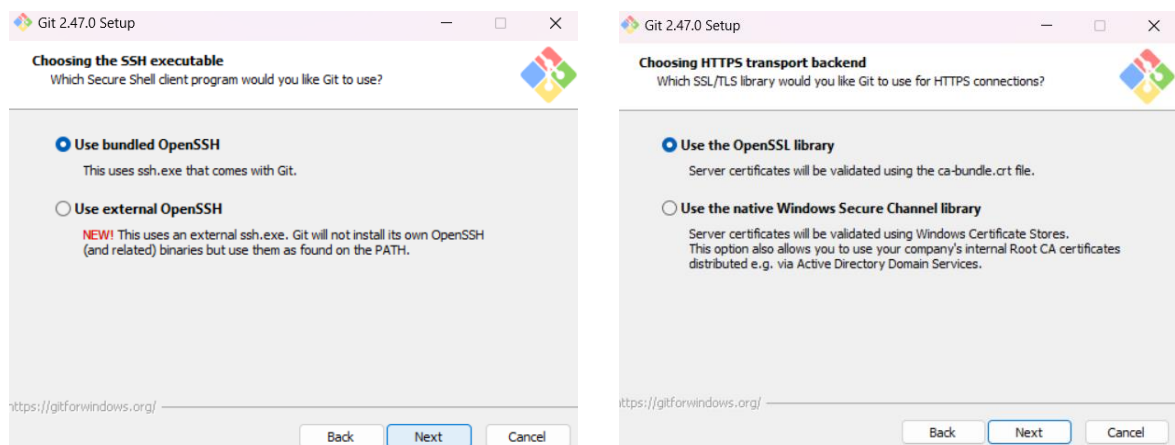 Git 2.47.0 Setup
Choosing the SSH executable
Which Secure Shell client program would you like Git to use?
Use bundled OpenSSH
This uses ssh.exe that comes with Git.
Use external OpenSSH
NEW! This uses an external ssh.exe. Git will not install its own OpenSSH
(and related) binaries but use them as found on the PATH.
https://gitforwindows.org/
Back Next Cancel
Git 2.47.0 Setup
Choosing HTTPS transport backend
Which SSL/TLS library would you like Git to use for HTTPS connections?
Use the OpenSSL library
Server certificates will be validated using the ca-bundle.crt file.
Use the native Windows Secure Channel library
Server certificates will be validated using Windows Certificate Stores.
This option also allows you to use your company's internal Root CA certificates
distributed e.g. via Active Directory Domain Services.
https://gitforwindows.org/
Back Next Cancel